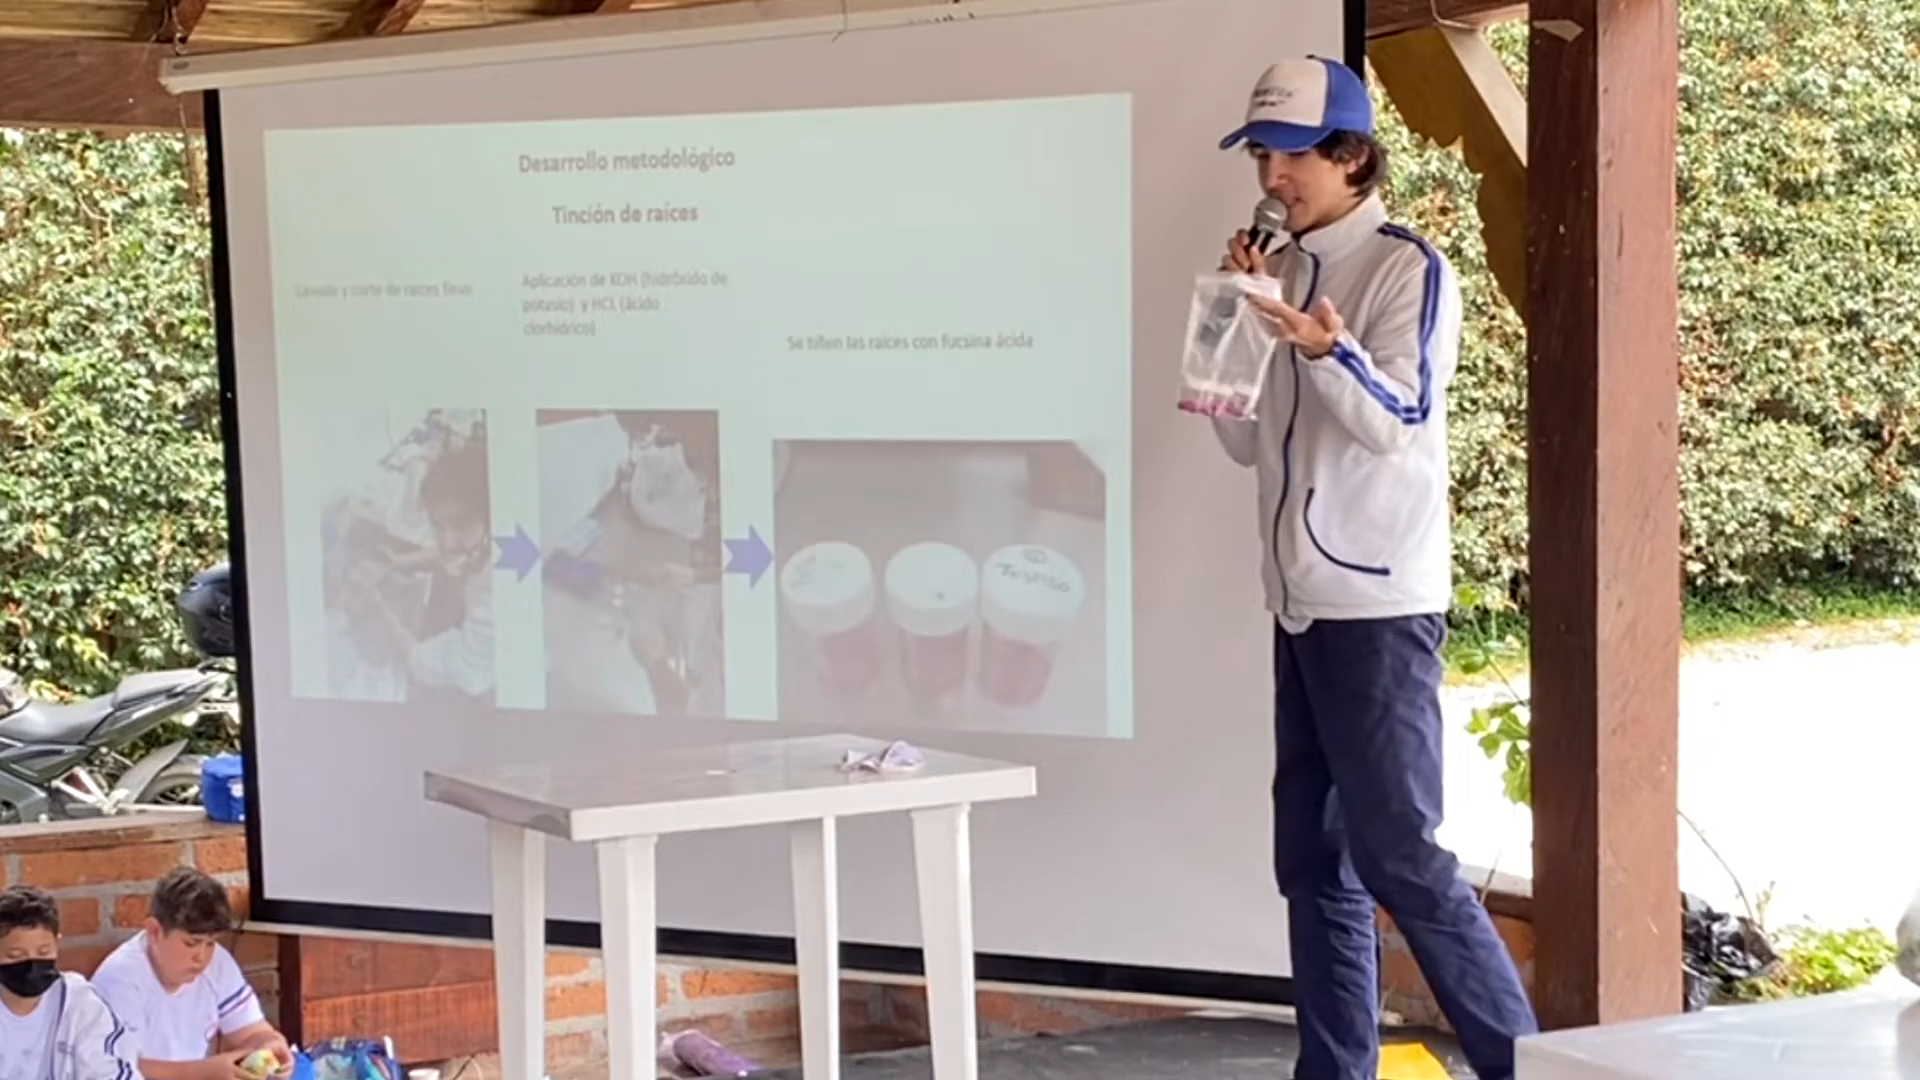 Desarrollo metodológico
Tinción de raíces
Lavado y corte de raíces finas
Aplicación de KOH (hidróxido de
potasio) y HCL (ácido
clorhídrico)
Se tiñen las raíces con fucsina ácida